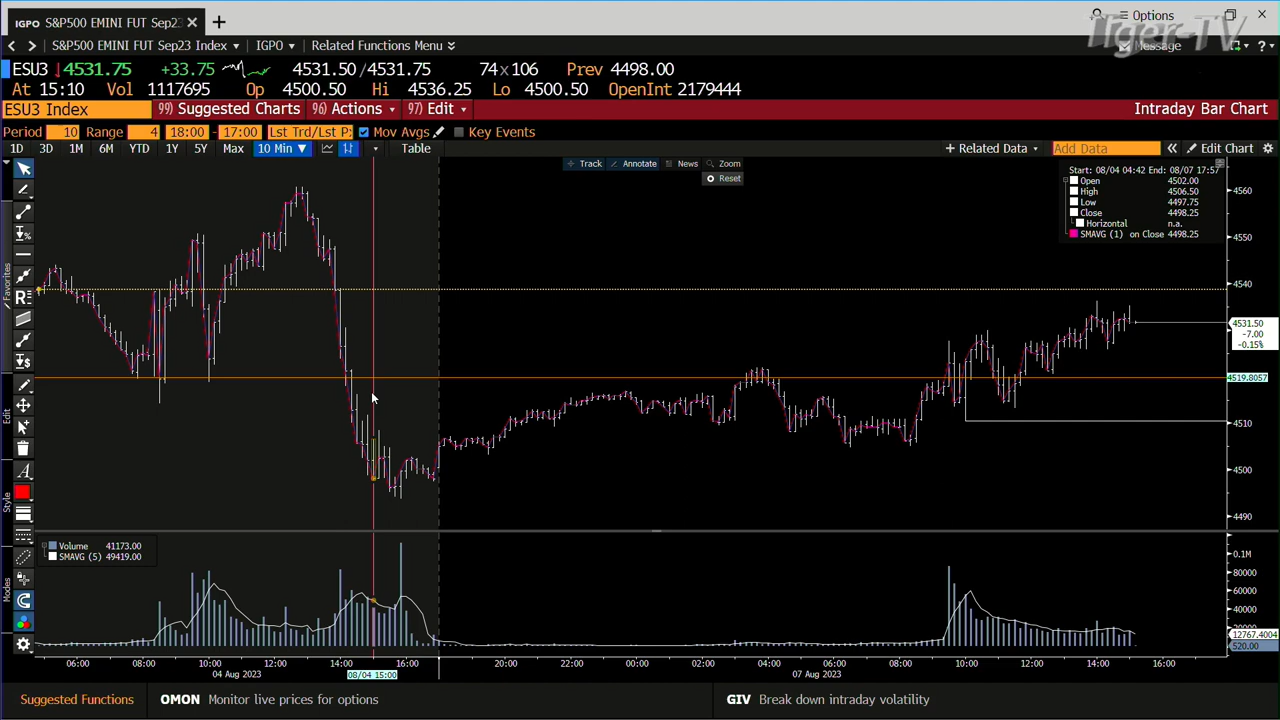 IGPO S&P500 EMINI FUT Sep23
Options
Tiger-TV
S&P500 EMINI FUT Sep23 Index IGPO Related Functions Menu
Message
ESU3 4531.75 +33.75 4531.50/4531.75 74x106 Prev 4498.00
At 15:10 Vol 1117695 Op 4500.50 Hi 4536.25 Lo 4500.50 OpenInt 2179444
ESU3 Index 99) Suggested Charts 96) Actions 97) Edit Intraday Bar Chart
Period 10 Range 4 18:00 - 17:00 Lst Trd/Lst P Mov Avgs Key Events
1D 3D 1M 6M YTD 1Y 5Y Max 10 Min ▼ Table + Related Data Add Data « Edit Chart
Track Annotate News Zoom
Reset
Start: 08/04 04:42 End: 08/07 17:57
Open 4502.00
High 4506.50
Low 4497.75
Close 4498.25
Horizontal n.a.
SMAVG (1) on Close 4498.25
Favorites
Edit
Style
Modes
4560
4550
4540
4531.50
-7.00
-0.15%
4519.8057
4510
4500
4490
Volume 41173.00
SMAVG (5) 49419.00
0.1M
80000
60000
40000
20000
12767.4004
520.00
06:00 08:00 10:00 12:00 14:00 16:00 20:00 22:00 00:00 02:00 04:00 06:00 08:00 10:00 12:00 14:00 16:00
04 Aug 2023 08/04 15:00 07 Aug 2023
Suggested Functions OMON Monitor live prices for options GIV Break down intraday volatility